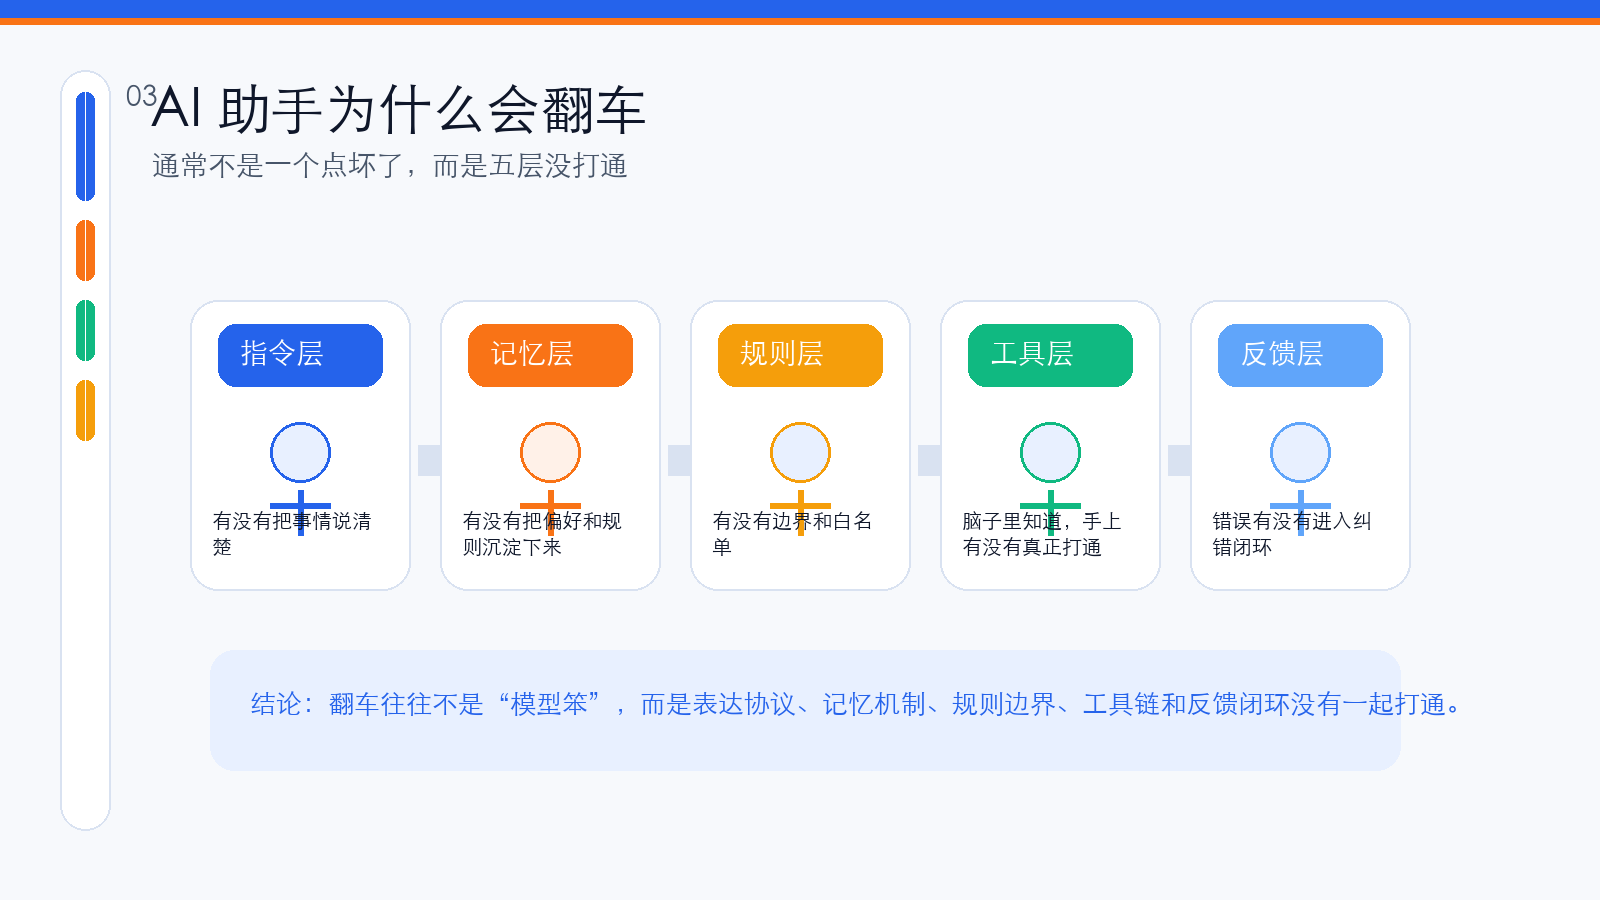 03
AI 助手为什么会翻车
通常不是一个点坏了，而是五层没打通
指令层
有没有把事情说清
楚
记忆层
有没有把偏好和规
则沉淀下来
规则层
有没有边界和白名
单
工具层
脑子里知道，手上
有没有真正打通
反馈层
错误有没有进入纠
错闭环
结论：翻车往往不是“模型笨”，而是表达协议、记忆机制、规则边界、工具链和反馈闭环没有一起打通。